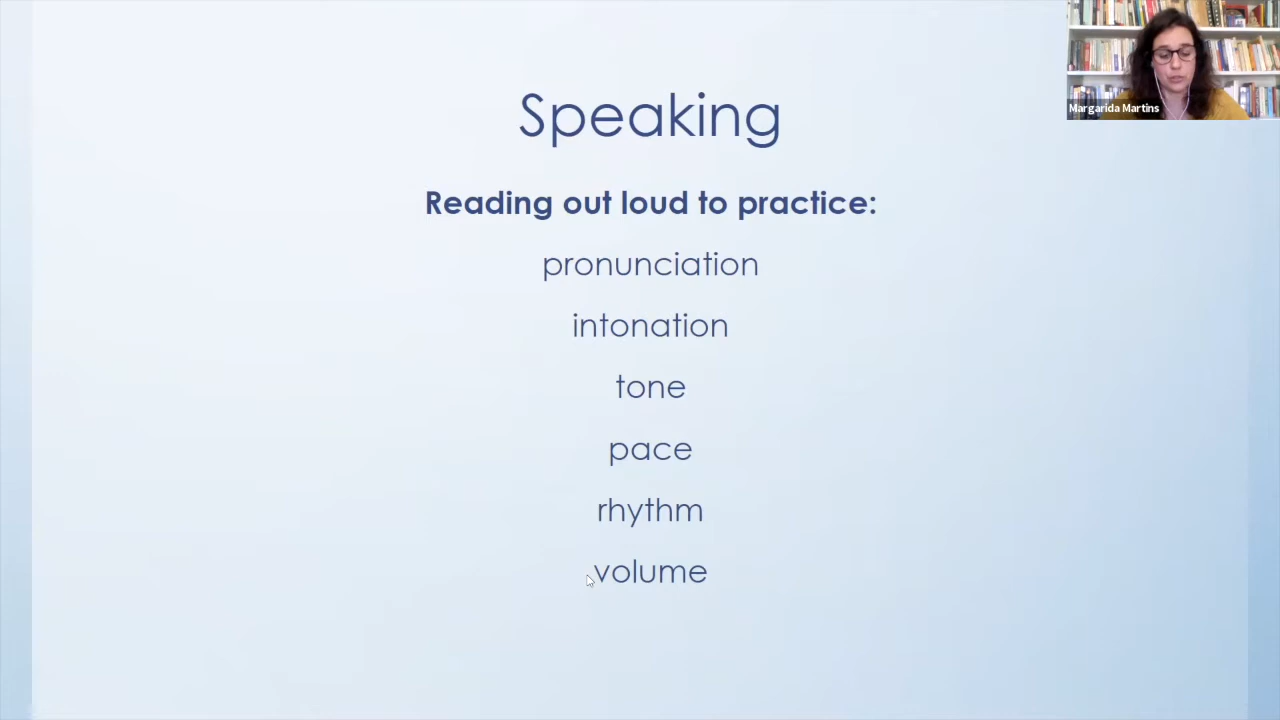 Speaking
Reading out loud to practice:
pronunciation
intonation
tone
pace
rhythm
volume
Margarida Martins